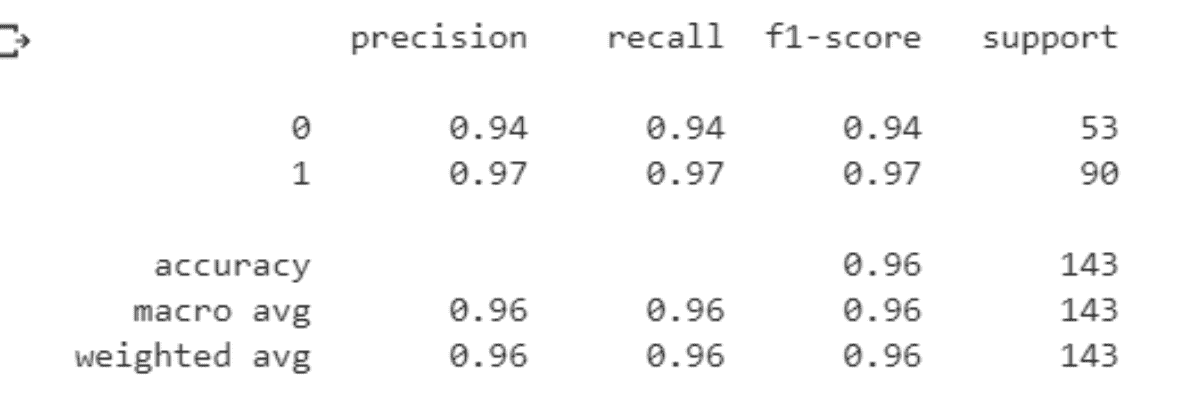 precision recall f1-score support
0 0.94 0.94 0.94 53
1 0.97 0.97 0.97 90
accuracy 0.96 143
macro avg 0.96 0.96 0.96 143
weighted avg 0.96 0.96 0.96 143